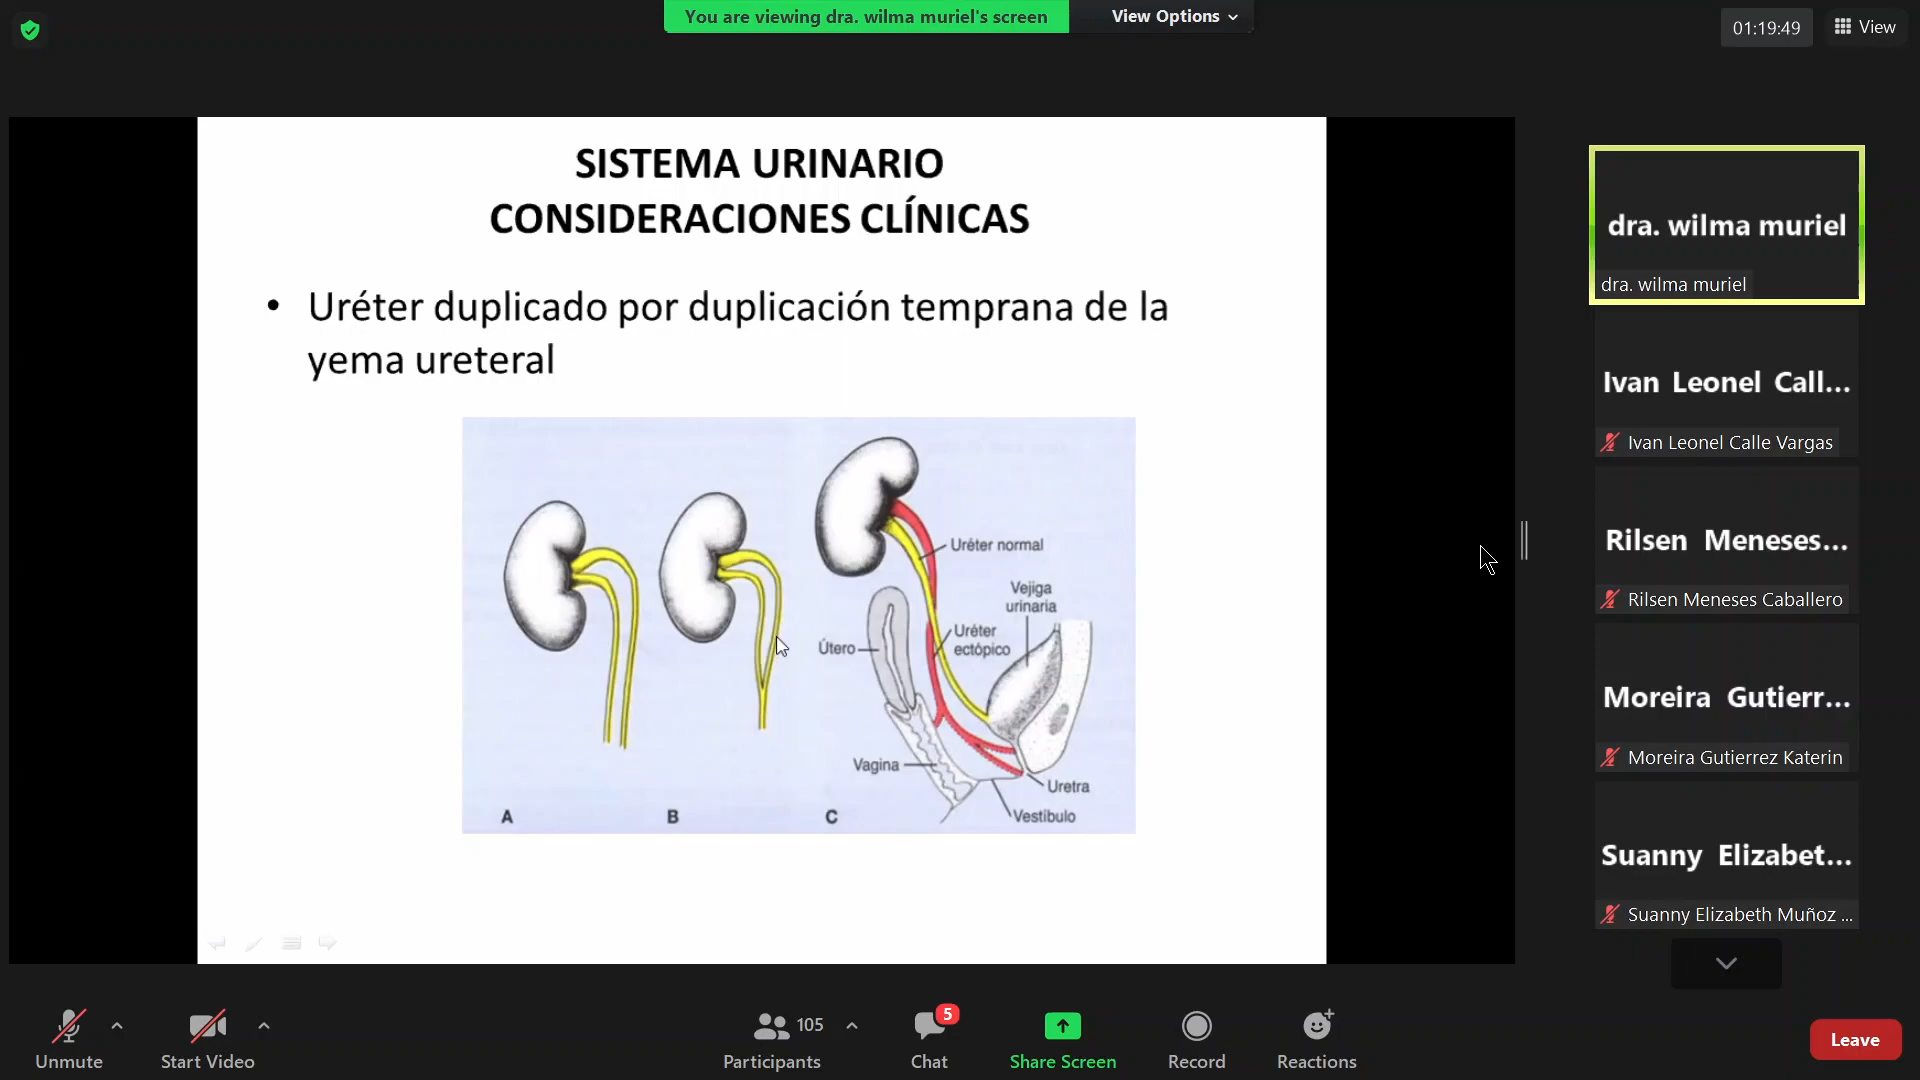 You are viewing dra. wilma muriel's screen
View Options
01:19:49
View
SISTEMA URINARIO
CONSIDERACIONES CLÍNICAS
• Uréter duplicado por duplicación temprana de la
yema ureteral
Uréter normal
Vejiga
urinaria
Uréter
ectópico
Útero
Vagina
Uretra
Vestíbulo
A
B
C
dra. wilma muriel
dra. wilma muriel
Ivan Leonel Call...
Ivan Leonel Calle Vargas
Rilsen Meneses...
Rilsen Meneses Caballero
Moreira Gutierr...
Moreira Gutierrez Katerin
Suanny Elizabet...
Suanny Elizabeth Muñoz ...
Unmute
Start Video
105
Participants
5
Chat
Share Screen
Record
Reactions
Leave